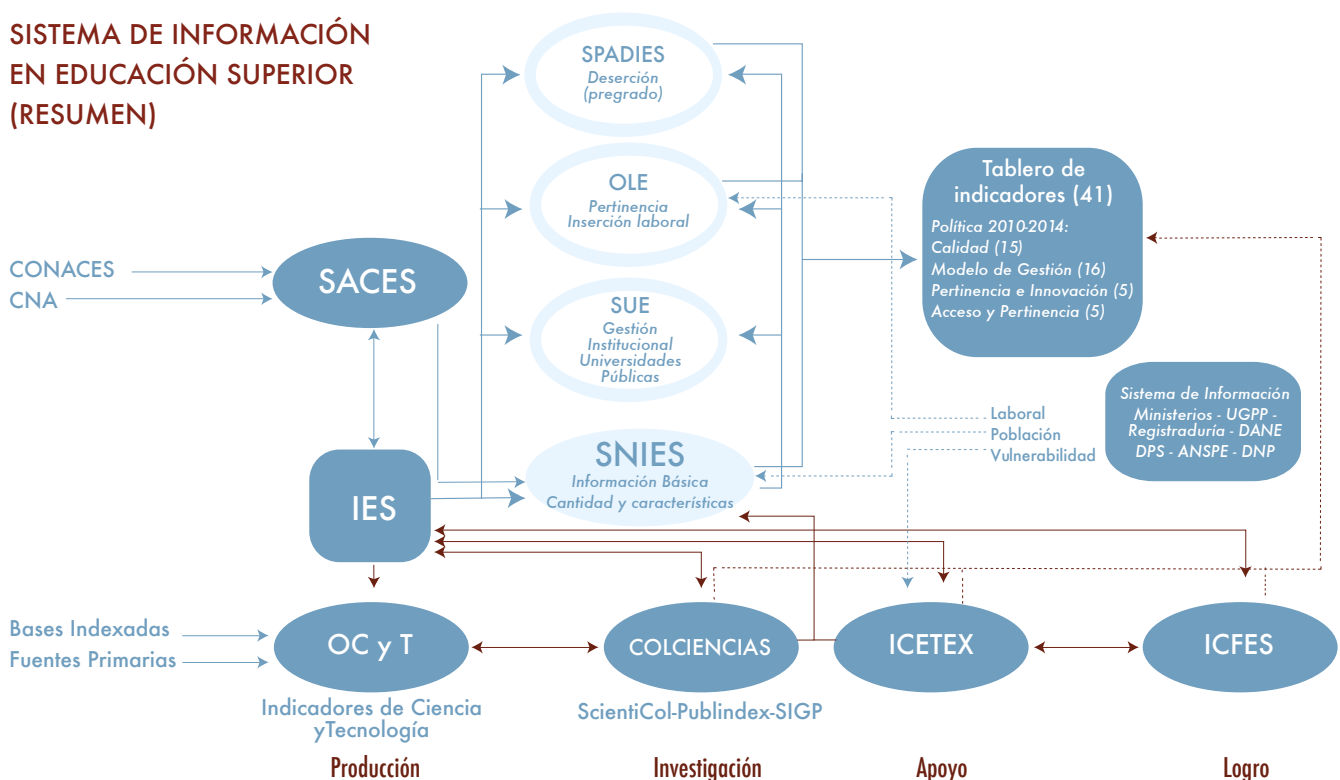 SISTEMA DE INFORMACIÓN
EN EDUCACIÓN SUPERIOR
(RESUMEN)
SPADIES
Deserción
(pregrado)
OLE
Pertinencia
Inserción laboral
SUE
Gestión
Institucional
Universidades
Públicas
SNIES
Información Básica
Cantidad y características
Tablero de
indicadores (41)
Política 2010-2014:
Calidad (15)
Modelo de Gestión (16)
Pertinencia e Innovación (5)
Acceso y Pertinencia (5)
CONACES
CNA
SACES
IES
Laboral
Población
Vulnerabilidad
Sistema de Información
Ministerios - UGPP -
Registraduría - DANE
DPS - ANSPE - DNP
Bases Indexadas
Fuentes Primarias
OC y T
COLCIENCIAS
ICETEX
ICFES
Indicadores de Ciencia
yTecnología
ScientiCol-Publindex-SIGP
Producción
Investigación
Apoyo
Logro